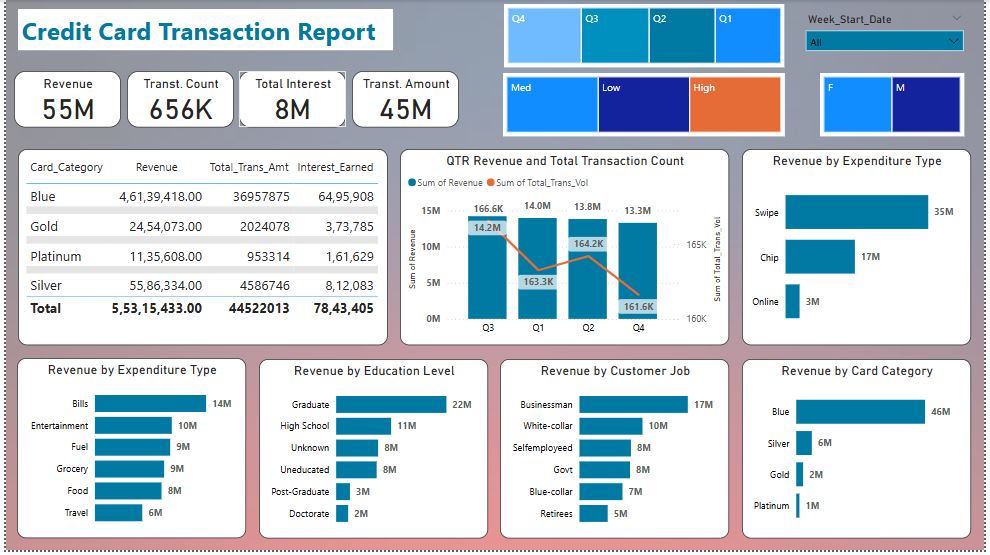 Credit Card Transaction Report
Q4 Q3 Q2 Q1
Week_Start_Date
All
Revenue
55M
Transt. Count
656K
Total Interest
8M
Transt. Amount
45M
Med Low High
F M
Card_Category Revenue Total_Trans_Amt Interest_Earned
Blue 4,61,39,418.00 36957875 64,95,908
Gold 24,54,073.00 2024078 3,73,785
Platinum 11,35,608.00 953314 1,61,629
Silver 55,86,334.00 4586746 8,12,083
Total 5,53,15,433.00 44522013 78,43,405
QTR Revenue and Total Transaction Count
Sum of Revenue Sum of Total_Trans_Vol
Sum of Revenue
15M
10M
5M
0M
166.6K 14.0M 13.8M 13.3M
14.2M 163.3K 164.2K 161.6K
Q3 Q1 Q2 Q4
165K
160K
Sum of Total_Trans_Vol
Revenue by Expenditure Type
Swipe 35M
Chip 17M
Online 3M
Revenue by Expenditure Type
Bills 14M
Entertainment 10M
Fuel 9M
Grocery 9M
Food 8M
Travel 6M
Revenue by Education Level
Graduate 22M
High School 11M
Unknown 8M
Uneducated 8M
Post-Graduate 3M
Doctorate 2M
Revenue by Customer Job
Businessman 17M
White-collar 10M
Selfemployeed 8M
Govt 8M
Blue-collar 7M
Retirees 5M
Revenue by Card Category
Blue 46M
Silver 6M
Gold 2M
Platinum 1M